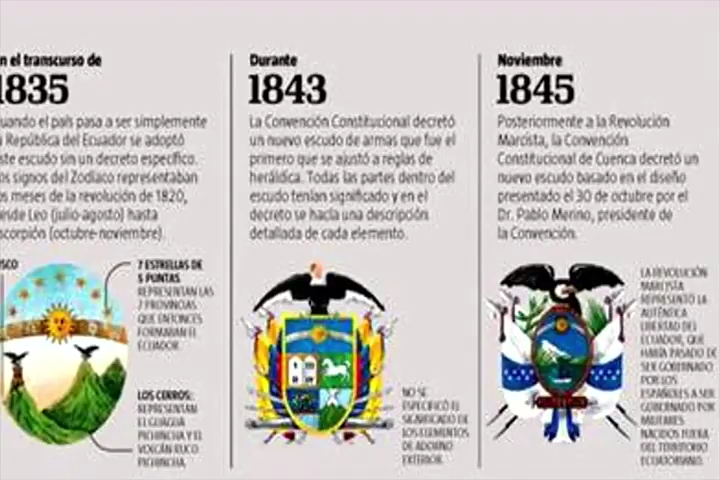 n el transcurso de
1835
uando el país pasa a ser simplemente
a República del Ecuador se adoptó
ste escudo sin un decreto específico.
os signos del Zodíaco representaban
os meses de la revolución de 1820,
esde Leo (julio-agosto) hasta
scorpión (octubre-noviembre).
ISCO
7 ESTRELLAS DE
5 PUNTAS:
REPRESENTAN LAS
7 PROVINCIAS
QUE ENTONCES
FORMABAN EL
ECUADOR.
LOS CERROS:
REPRESENTAN
EL GUAGUA
PICHINCHA Y EL
VOLCÁN RUCO
PICHINCHA.
Durante
1843
La Convención Constitucional decretó
un nuevo escudo de armas que fue el
primero que se ajustó a reglas de
heráldica. Todas las partes dentro del
escudo tenían significado y en el
decreto se hacía una descripción
detallada de cada elemento.
NO SE
ESPECIFICÓ EL
SIGNIFICADO DE
LOS ELEMENTOS
DE ADORNO
EXTERIOR.
Noviembre
1845
Posteriormente a la Revolución
Marcista, la Convención
Constitucional de Cuenca decretó un
nuevo escudo basado en el diseño
presentado el 30 de octubre por el
Dr. Pablo Merino, presidente de
la Convención.
LA REVOLUCIÓN
MARCISTA
REPRESENTÓ LA
AUTÉNTICA
LIBERTAD DEL
ECUADOR, QUE
HABÍA PASADO DE
SER GOBERNADO
POR LOS
ESPAÑOLES A SER
GOBERNADO POR
MILITARES
NACIDOS FUERA
DEL TERRITORIO
ECUATORIANO.